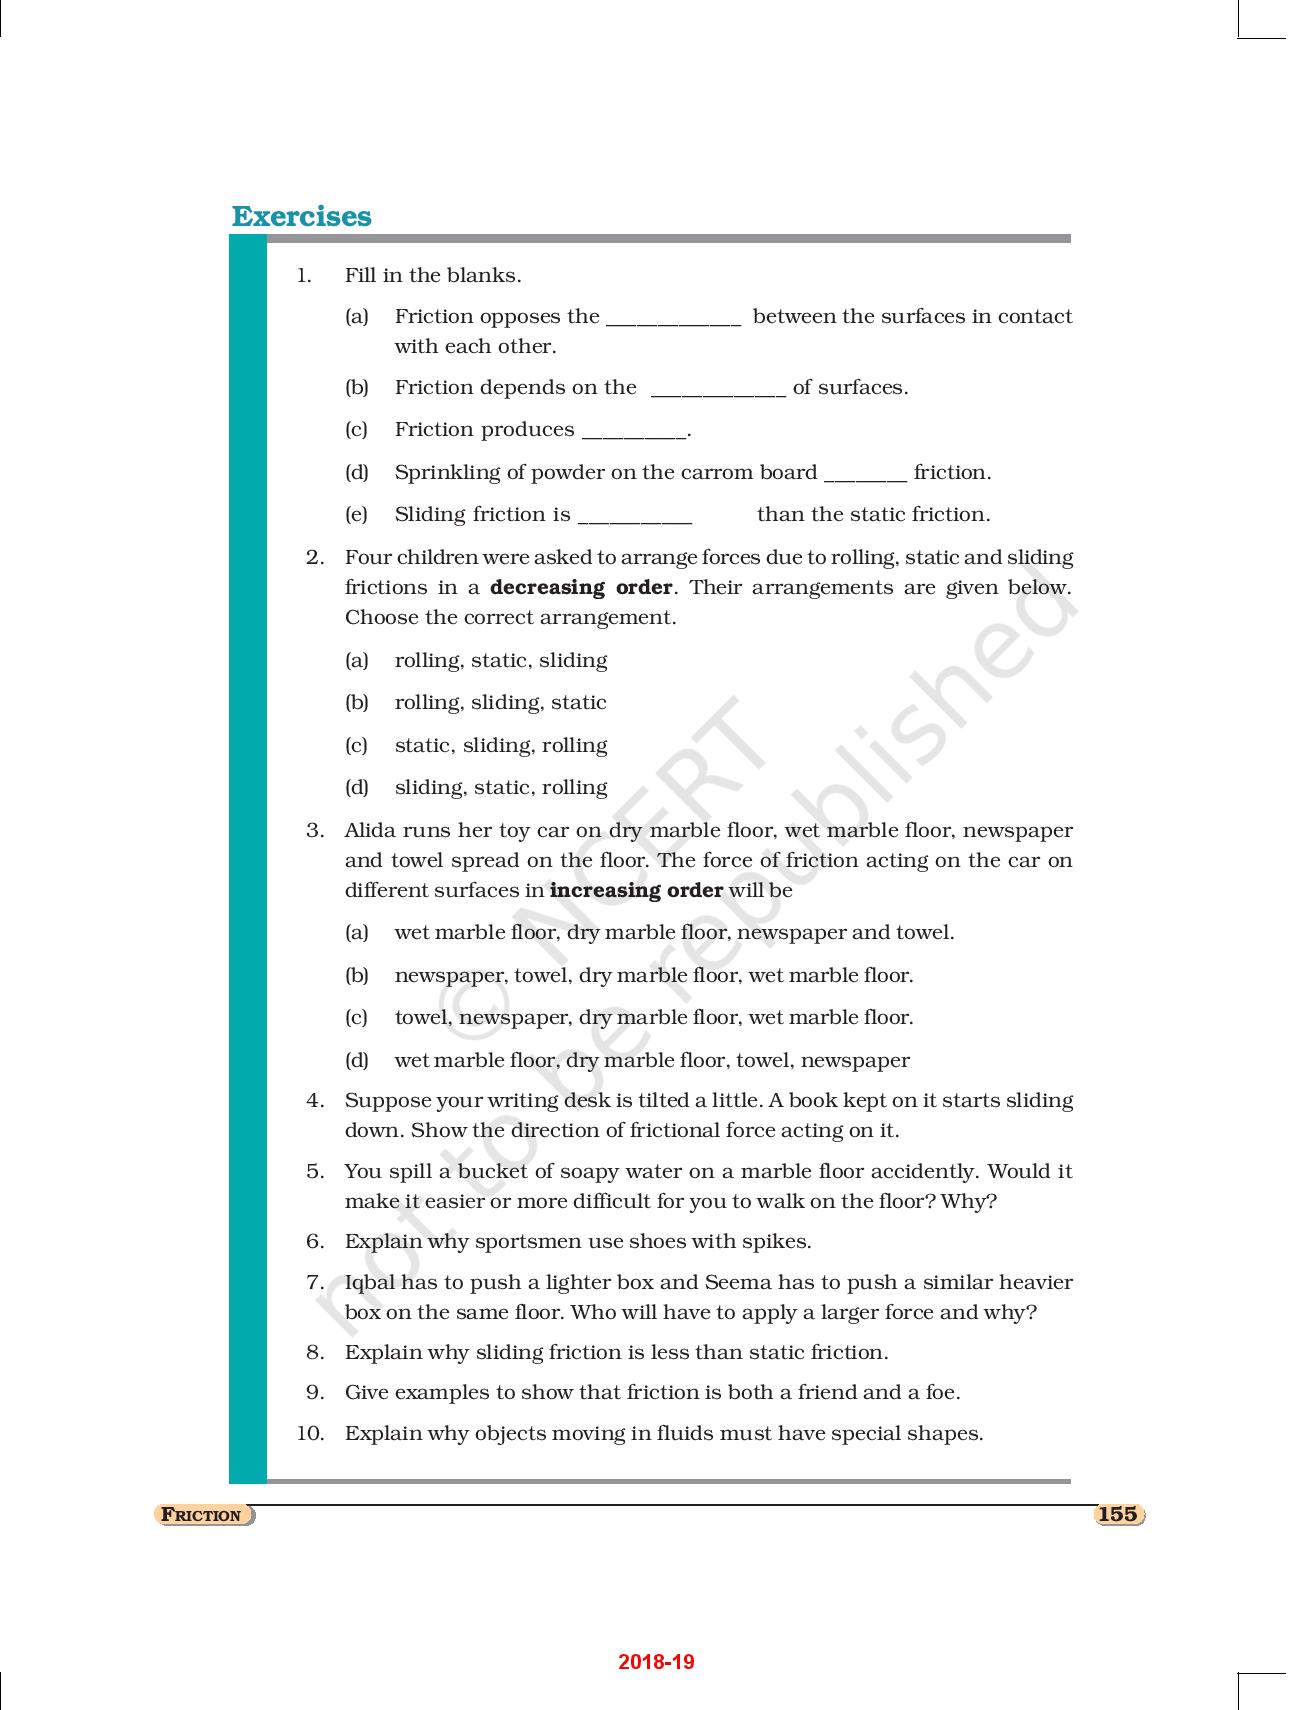 Exercises
1. Fill in the blanks.
(a) Friction opposes the _____________ between the surfaces in contact
with each other.
(b) Friction depends on the _____________ of surfaces.
(c) Friction produces __________.
(d) Sprinkling of powder on the carrom board ________ friction.
(e) Sliding friction is ___________ than the static friction.
2. Four children were asked to arrange forces due to rolling, static and sliding
frictions in a decreasing order. Their arrangements are given below.
Choose the correct arrangement.
(a) rolling, static, sliding
(b) rolling, sliding, static
(c) static, sliding, rolling
(d) sliding, static, rolling
3. Alida runs her toy car on dry marble floor, wet marble floor, newspaper
and towel spread on the floor. The force of friction acting on the car on
different surfaces in increasing order will be
(a) wet marble floor, dry marble floor, newspaper and towel.
(b) newspaper, towel, dry marble floor, wet marble floor.
(c) towel, newspaper, dry marble floor, wet marble floor.
(d) wet marble floor, dry marble floor, towel, newspaper
4. Suppose your writing desk is tilted a little. A book kept on it starts sliding
down. Show the direction of frictional force acting on it.
5. You spill a bucket of soapy water on a marble floor accidently. Would it
make it easier or more difficult for you to walk on the floor? Why?
6. Explain why sportsmen use shoes with spikes.
7. Iqbal has to push a lighter box and Seema has to push a similar heavier
box on the same floor. Who will have to apply a larger force and why?
8. Explain why sliding friction is less than static friction.
9. Give examples to show that friction is both a friend and a foe.
10. Explain why objects moving in fluids must have special shapes.
© NCERT
not to be republished
FRICTION
155
2018-19